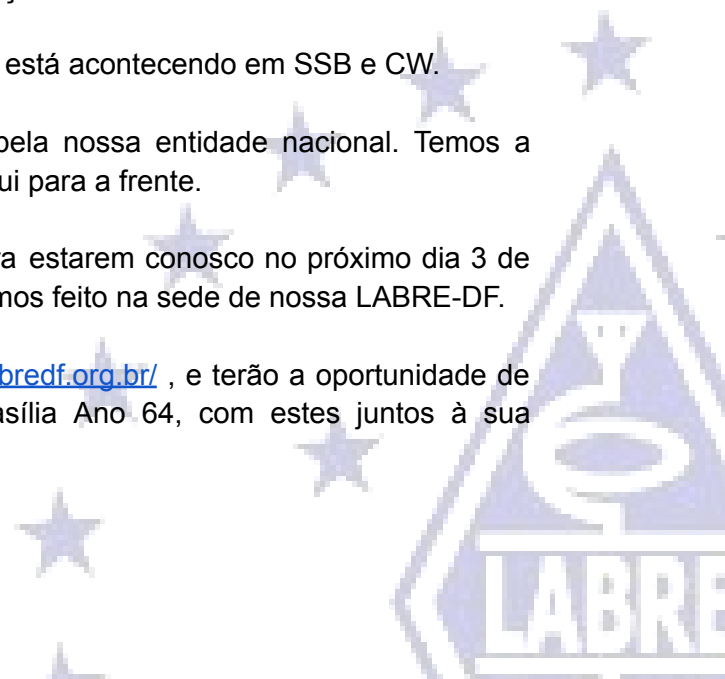 está acontecendo em SSB e CW.
pela nossa entidade nacional. Temos a
ui para a frente.
ra estarem conosco no próximo dia 3 de
mos feito na sede de nossa LABRE-DF.
bredf.org.br/ , e terão a oportunidade de
asília Ano 64, com estes juntos à sua
LABRE